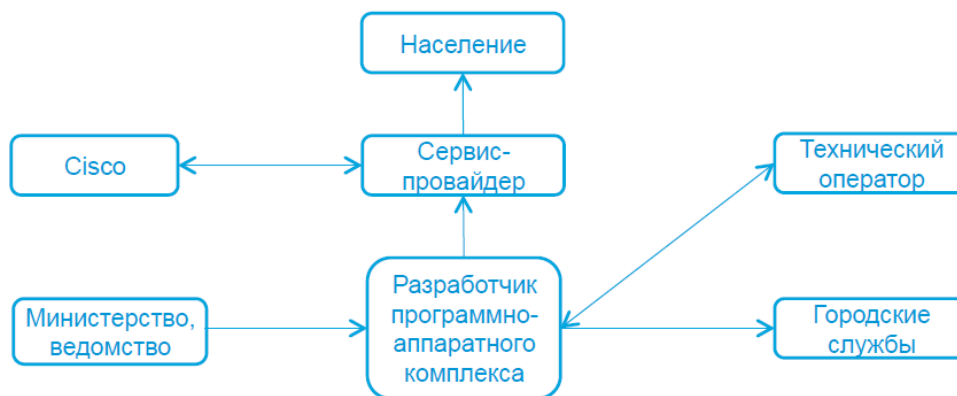 Население
Cisco
Сервис-
провайдер
Технический
оператор
Министерство,
ведомство
Разработчик
программно-
аппаратного
комплекса
Городские
службы